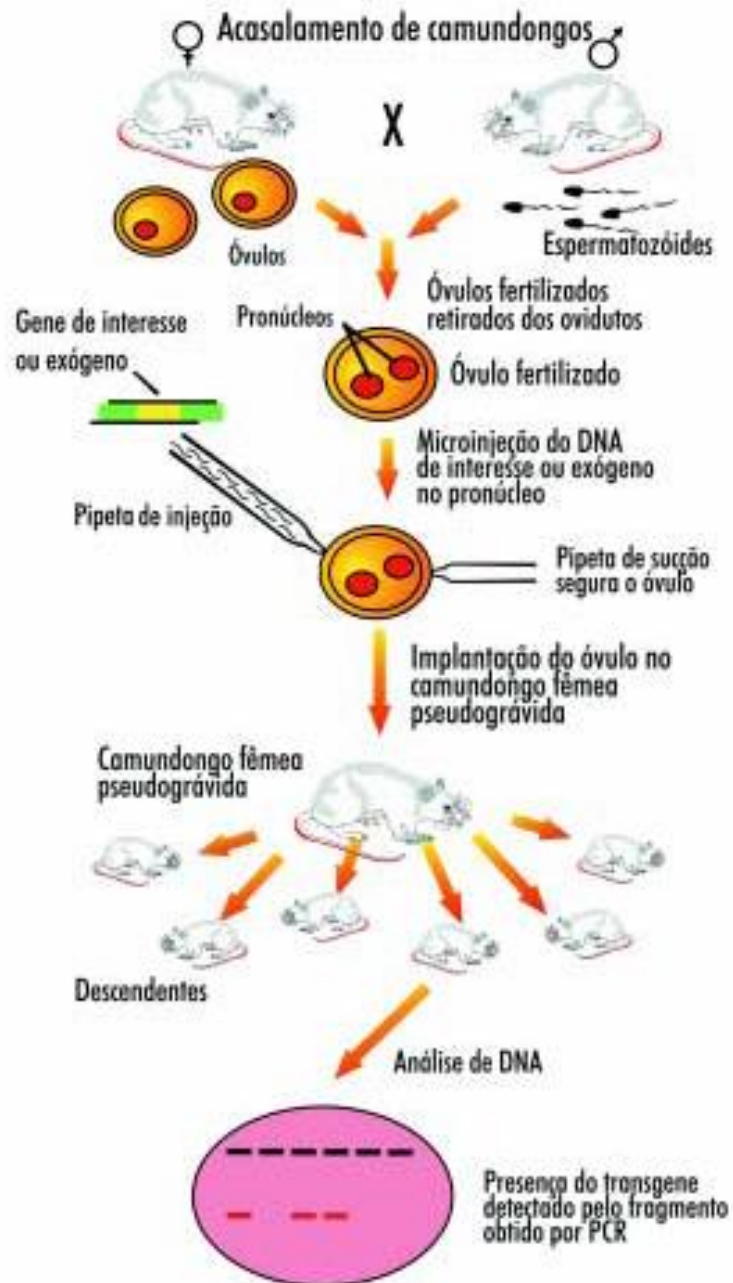 Acasalamento de camundongos
X
Óvulos
Espermatozóides
Óvulos fertilizados
retirados dos ovidutos
Gene de interesse
ou exógeno
Pronúcleos
Óvulo fertilizado
Microinjeção do DNA
de interesse ou exógeno
no pronúcleo
Pipeta de injeção
Pipeta de sucção
segura o óvulo
Implantação do óvulo no
camundongo fêmea
pseudográvida
Camundongo fêmea
pseudográvida
Descendentes
Análise de DNA
Presença do transgene
detectado pelo fragmento
obtido por PCR